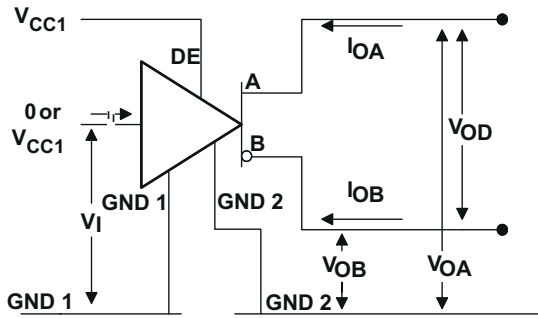 VCC1
DE
IOA
A
0 or
VCC1
II
B
VOD
GND 1
GND 2
IOB
VI
VOB
VOA
GND 1
GND 2